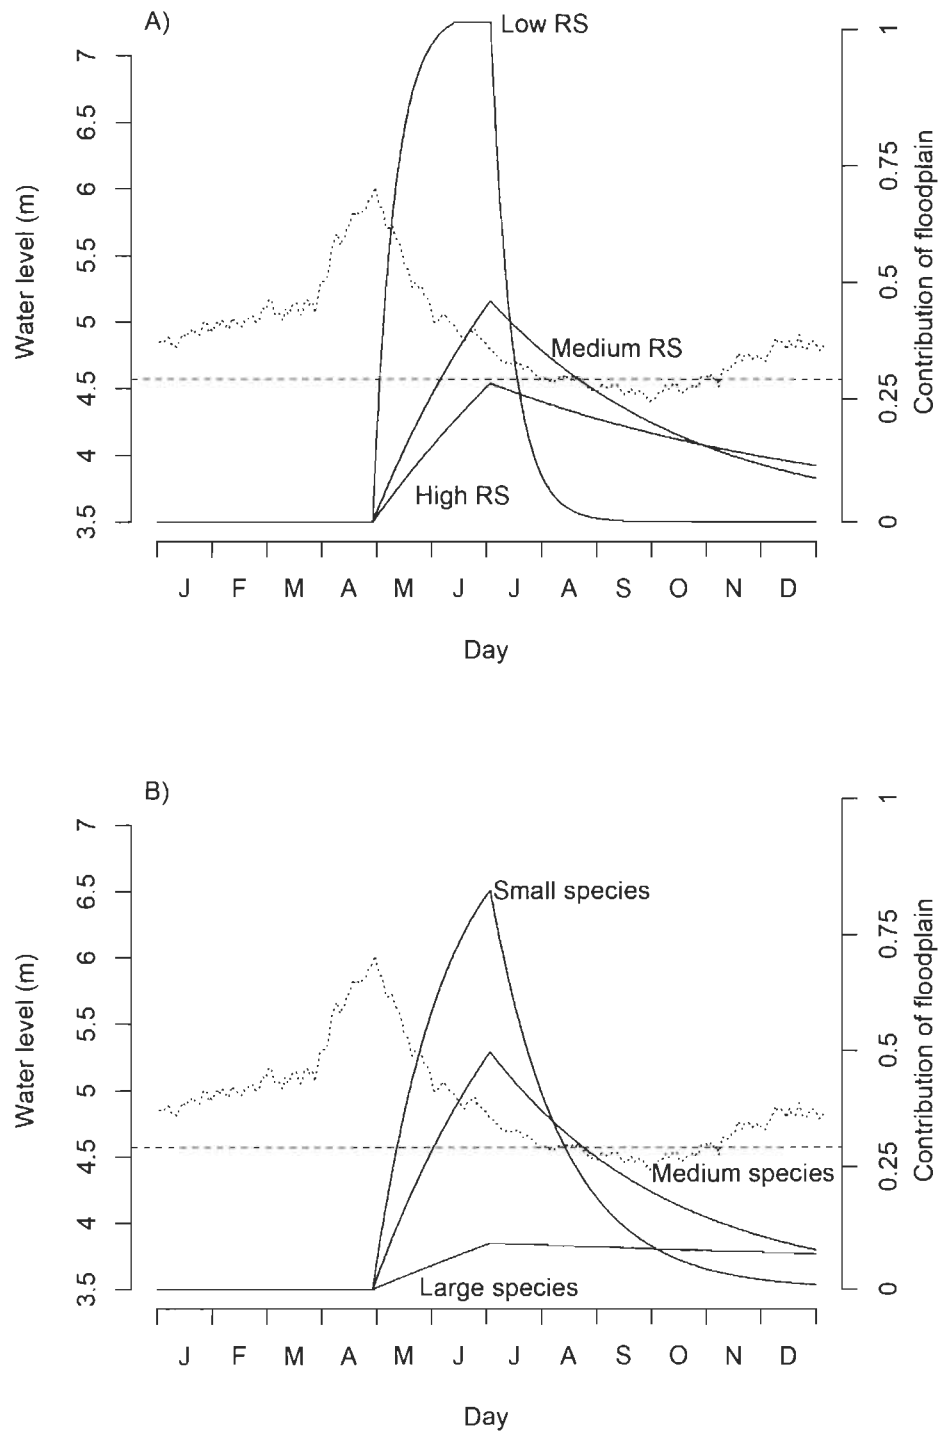 A)
Low RS
Medium RS
High RS
Water level (m)
7
6.5
6
5.5
5
4.5
4
3.5
1
0.75
0.5
0.25
0
Contribution of floodplain
J F M A M J J A S O N D
Day
B)
Small species
Medium species
Large species
Water level (m)
7
6.5
6
5.5
5
4.5
4
3.5
1
0.75
0.5
0.25
0
Contribution of floodplain
J F M A M J J A S O N D
Day